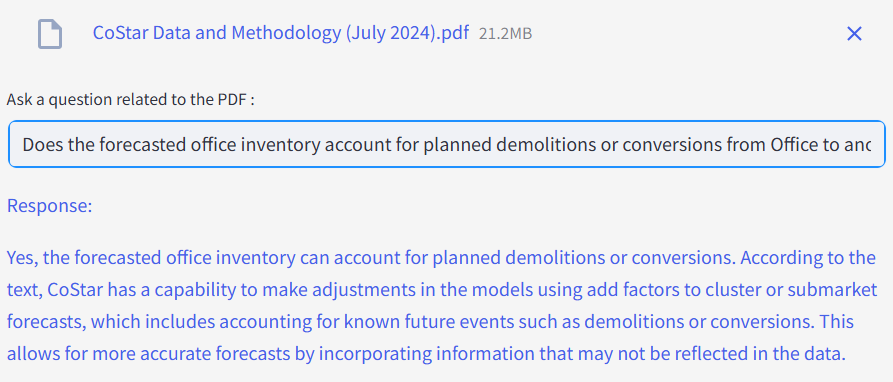 CoStar Data and Methodology (July 2024).pdf 21.2MB
Ask a question related to the PDF :
Does the forecasted office inventory account for planned demolitions or conversions from Office to
Response:
Yes, the forecasted office inventory can account for planned demolitions or conversions. According to the
text, CoStar has a capability to make adjustments in the models using add factors to cluster or submarket
forecasts, which includes accounting for known future events such as demolitions or conversions. This
allows for more accurate forecasts by incorporating information that may not be reflected in the data.